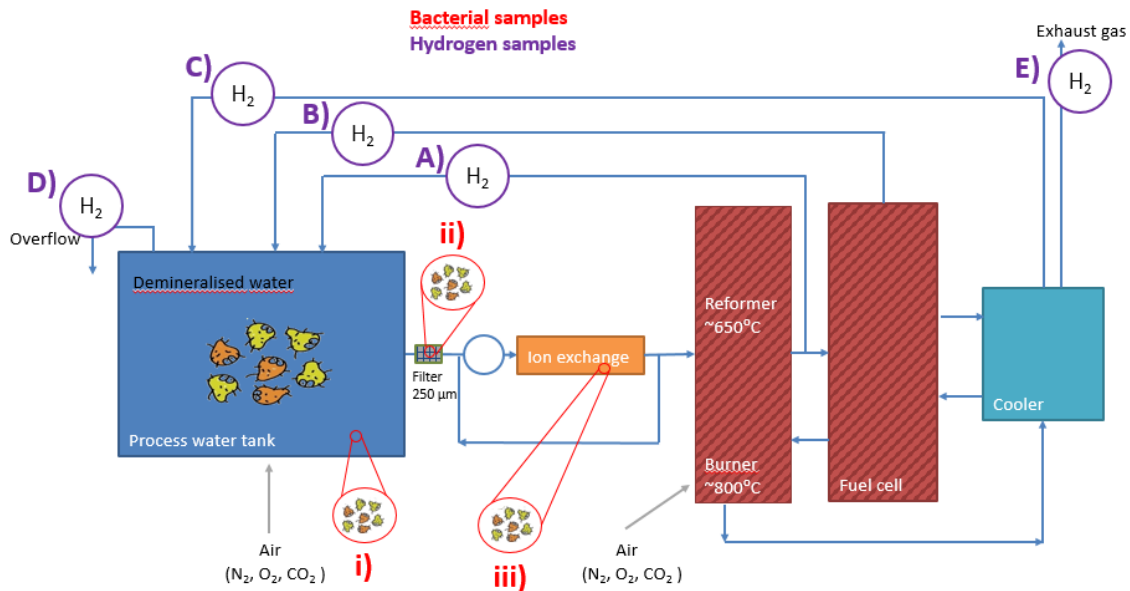 Bacterial samples
Hydrogen samples
Exhaust gas
C)
H₂
E)
H₂
B)
H₂
A)
H₂
D)
H₂
Overflow
ii)
Demineralised water
Reformer
~650°C
Filter
250 µm
Ion exchange
Cooler
Process water tank
Burner
~800°C
Fuel cell
Air
(N₂, O₂, CO₂ )
i)
iii)
Air
(N₂, O₂, CO₂ )